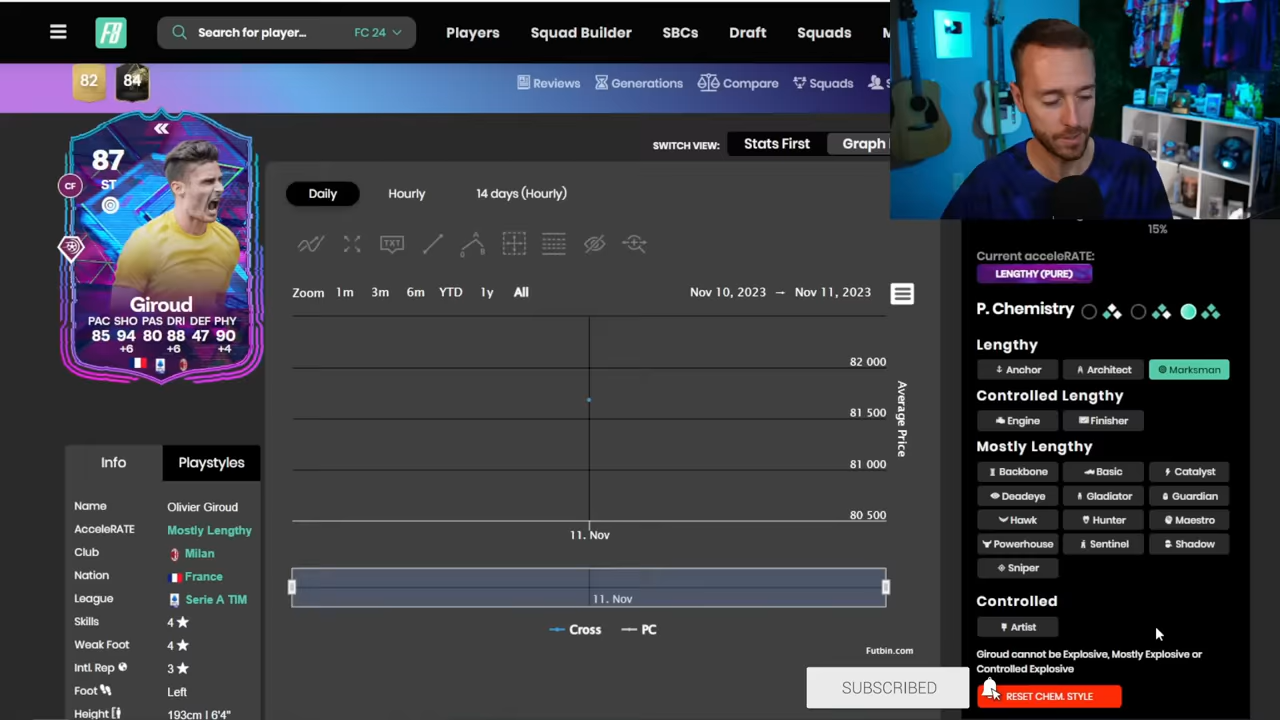 FB
Search for player...
FC 24
Players
Squad Builder
SBCs
Draft
Squads
M
82
84
Reviews
Generations
Compare
Squads
S
SWITCH VIEW:
Stats First
Graph
87
ST
CF
Giroud
PAC SHO PAS DRI DEF PHY
85 94 80 88 47 90
+6 +6 +4
Daily
Hourly
14 days (Hourly)
TXT
Zoom
1m
3m
6m
YTD
1y
All
Nov 10, 2023 → Nov 11, 2023
82 000
81 500
81 000
80 500
Average Price
11. Nov
11. Nov
Cross
PC
Futbin.com
Info
Playstyles
Name Olivier Giroud
AcceleRATE Mostly Lengthy
Club Milan
Nation France
League Serie A TIM
Skills 4★
Weak Foot 4★
Intl. Rep 3★
Foot Left
Height 193cm | 6'4"
15%
Current acceleRATE:
LENGTHY (PURE)
P. Chemistry
Lengthy
Anchor
Architect
Marksman
Controlled Lengthy
Engine
Finisher
Mostly Lengthy
Backbone
Basic
Catalyst
Deadeye
Gladiator
Guardian
Hawk
Hunter
Maestro
Powerhouse
Sentinel
Shadow
Sniper
Controlled
Artist
Giroud cannot be Explosive, Mostly Explosive or
Controlled Explosive
RESET CHEM. STYLE
SUBSCRIBED